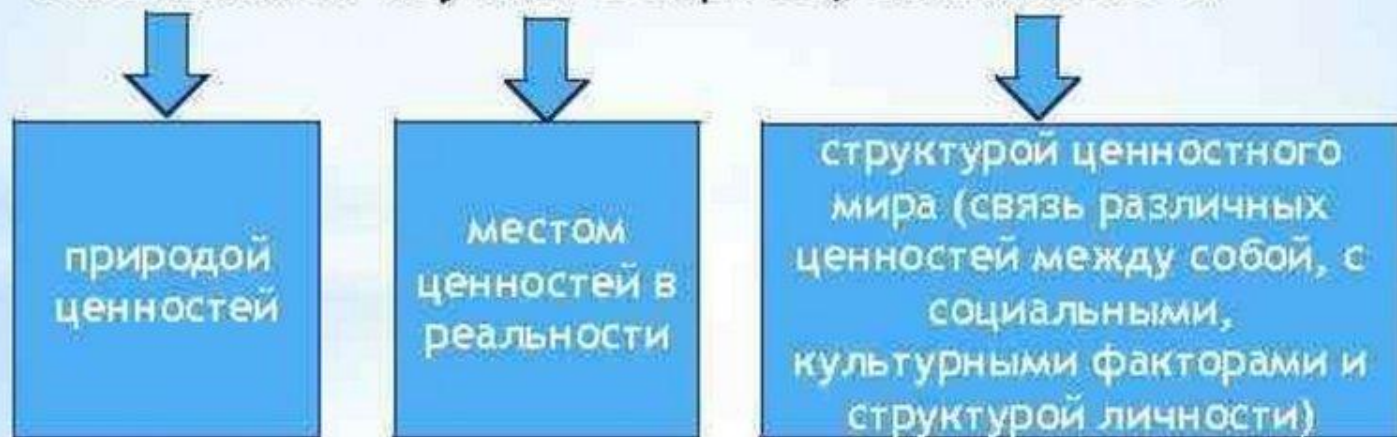 природой
ценностей
местом
ценностей в
реальности
структурой ценностного
мира (связь различных
ценностей между собой, с
социальными,
культурными факторами и
структурой личности)